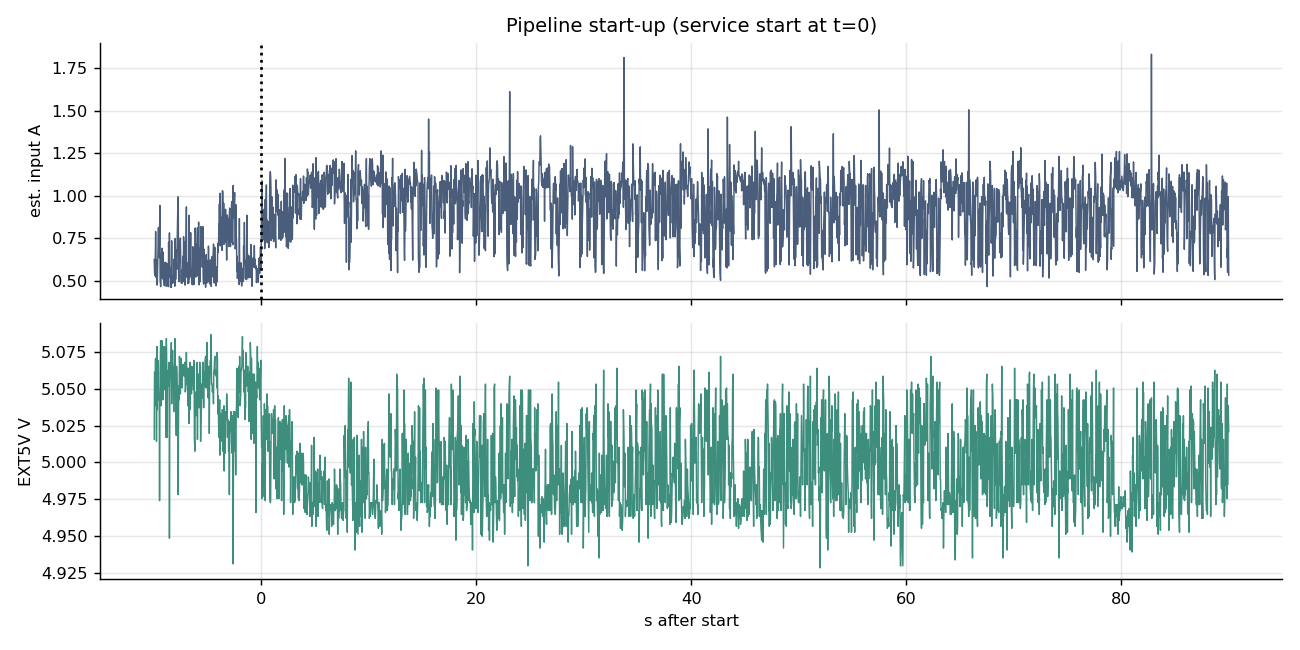 Pipeline start-up (service start at t=0)
est. input A
1.75
1.50
1.25
1.00
0.75
0.50
EXT5V V
5.075
5.050
5.025
5.000
4.975
4.950
4.925
0 20 40 60 80
s after start